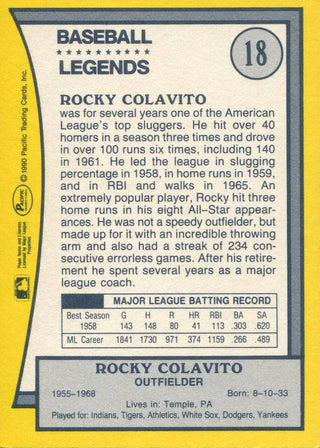 BASEBALL
LEGENDS
18
ROCKY COLAVITO
was for several years one of the American
League's top sluggers. He hit over 40
homers in a season three times and drove
in over 100 runs six times, including 140
in 1961. He led the league in slugging
percentage in 1958, in home runs in 1959,
and in RBI and walks in 1965. An
extremely popular player, Rocky hit three
home runs in his eight All-Star appear-
ances. He was not a speedy outfielder, but
made up for it with an incredible throwing
arm and also had a streak of 234 con-
secutive errorless games. After his retire-
ment he spent several years as a major
league coach.
MAJOR LEAGUE BATTING RECORD
Best Season G H R HR RBI BA SA
1958 143 148 80 41 113 .303 .620
ML Career 1841 1730 971 374 1159 .266 .489
ROCKY COLAVITO
OUTFIELDER
1955-1968 Born: 8-10-33
Lives in: Temple, PA
Played for: Indians, Tigers, Athletics, White Sox, Dodgers, Yankees
© 1990 Pacific Trading Cards, Inc.
PACIFIC